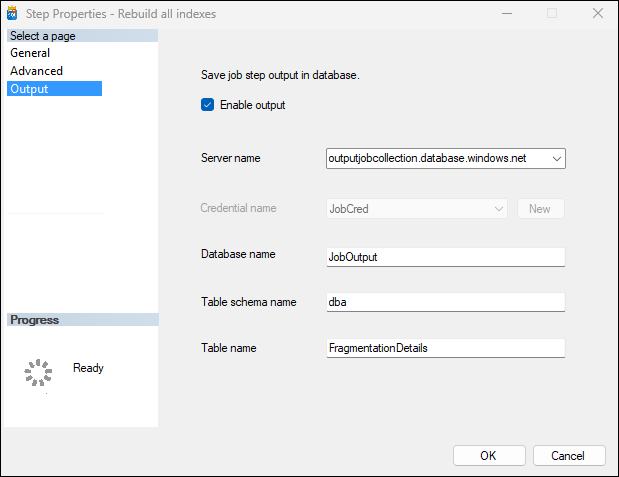 Step Properties - Rebuild all indexes
Select a page
General
Advanced
Output
Save job step output in database.
Enable output
Server name
outputjobcollection.database.windows.net
Credential name
JobCred
New
Database name
JobOutput
Table schema name
dba
Table name
FragmentationDetails
Progress
Ready
OK
Cancel